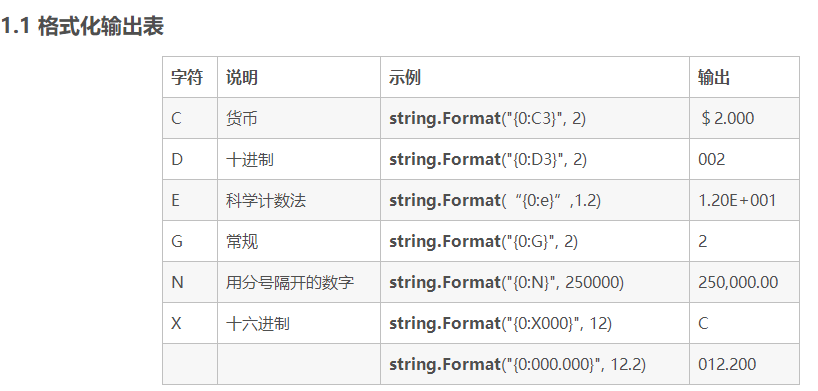 1.1 格式化输出表
字符 说明 示例 输出
C 货币 string.Format("{0:C3}", 2) ＄2.000
D 十进制 string.Format("{0:D3}", 2) 002
E 科学计数法 string.Format(“{0:e}”,1.2) 1.20E+001
G 常规 string.Format("{0:G}", 2) 2
N 用分号隔开的数字 string.Format("{0:N}", 250000) 250,000.00
X 十六进制 string.Format("{0:X000}", 12) C
string.Format("{0:000.000}", 12.2) 012.200